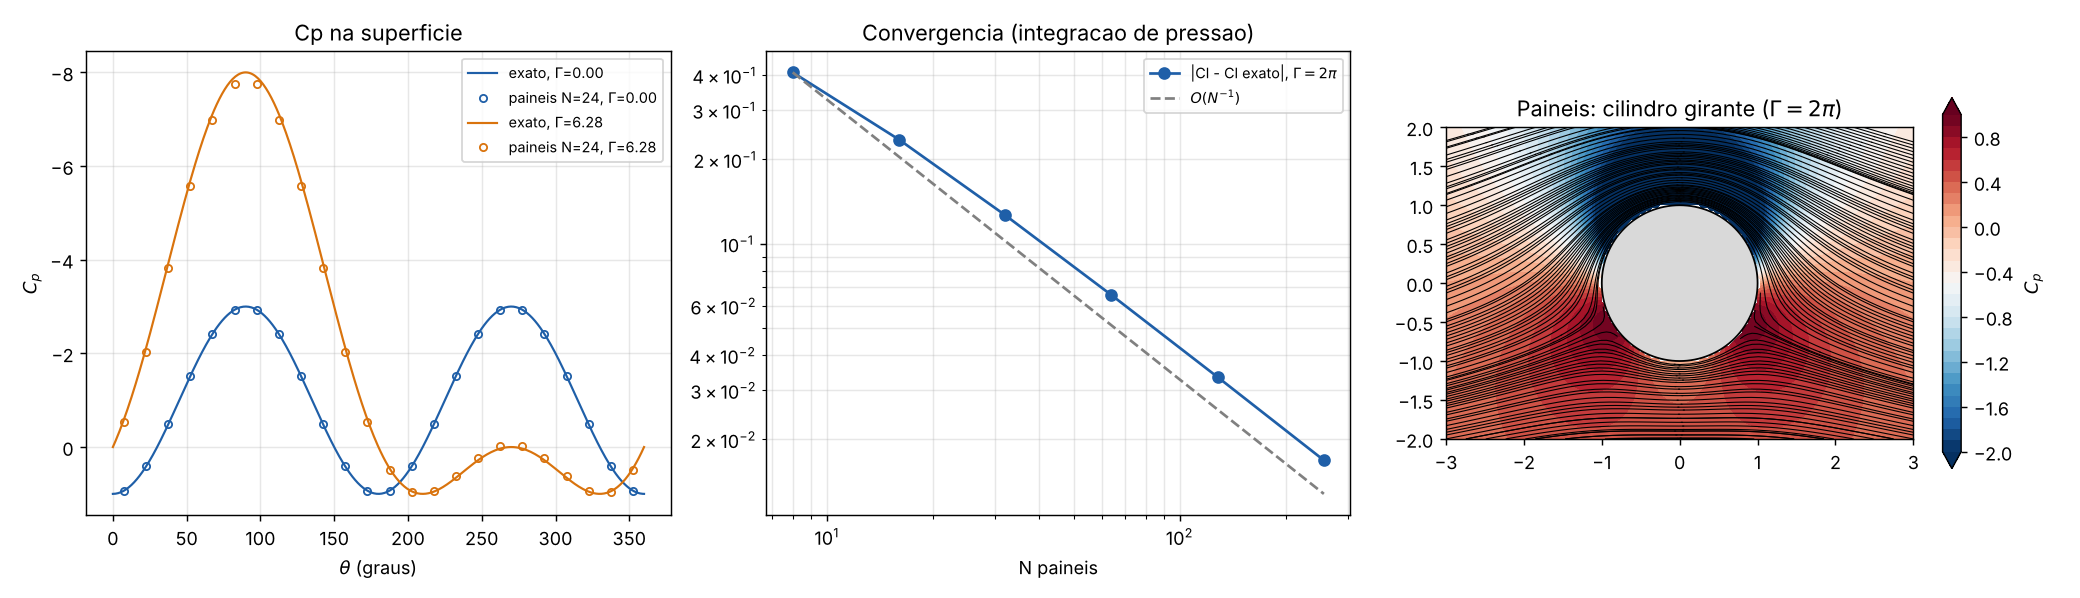 Cp na superficie
−8
−6
−4
−2
0
C_p
0 50 100 150 200 250 300 350
θ (graus)
exato, Γ=0.00
paineis N=24, Γ=0.00
exato, Γ=6.28
paineis N=24, Γ=6.28
Convergencia (integracao de pressao)
4 × 10⁻¹
3 × 10⁻¹
2 × 10⁻¹
10⁻¹
6 × 10⁻²
4 × 10⁻²
3 × 10⁻²
2 × 10⁻²
10¹ 10²
N paineis
|Cl - Cl exato|, Γ = 2π
O(N⁻¹)
Paineis: cilindro girante (Γ = 2π)
2.0
1.5
1.0
0.5
0.0
−0.5
−1.0
−1.5
−2.0
−3 −2 −1 0 1 2 3
0.8
0.4
0.0
−0.4
−0.8
−1.2
−1.6
−2.0
C_p